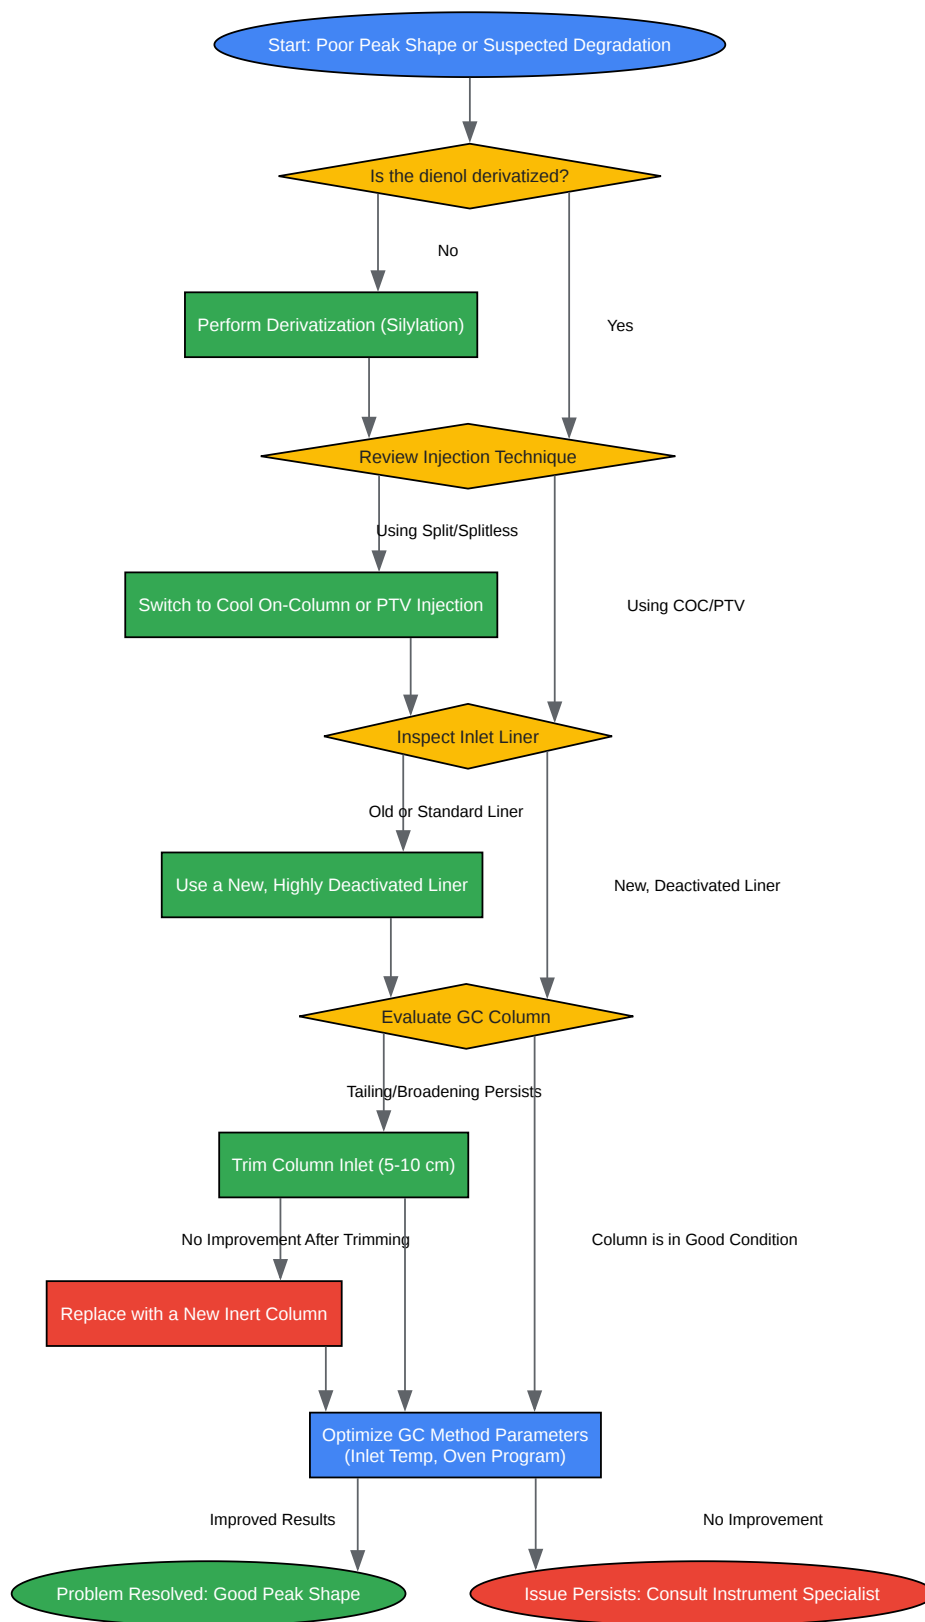 Start: Poor Peak Shape or Suspected Degradation
Is the dienol derivatized?
No
Perform Derivatization (Silylation)
Yes
Review Injection Technique
Using Split/Splitless
Switch to Cool On-Column or PTV Injection
Using COC/PTV
Inspect Inlet Liner
Old or Standard Liner
Use a New, Highly Deactivated Liner
New, Deactivated Liner
Evaluate GC Column
Tailing/Broadening Persists
Trim Column Inlet (5-10 cm)
No Improvement After Trimming
Column is in Good Condition
Replace with a New Inert Column
Optimize GC Method Parameters
(Inlet Temp, Oven Program)
Improved Results
No Improvement
Problem Resolved: Good Peak Shape
Issue Persists: Consult Instrument Specialist